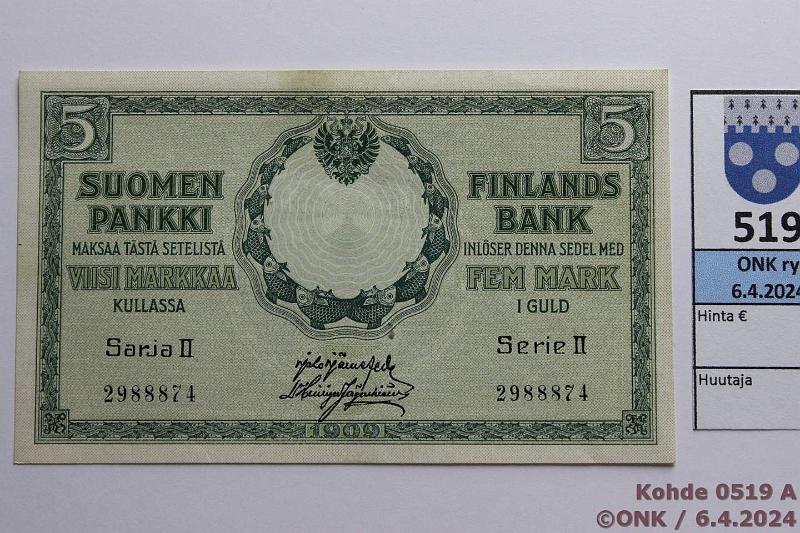 5
5
SUOMEN
PANKKI
MAKSAA TÄSTÄ SETELISTÄ
VIISI MARKKAA
KULLASSA
FINLANDS
BANK
INLÖSER DENNA SEDEL MED
FEM MARK
I GULD
Sarja II
Serie II
2988874
2988874
1909
519
ONK ry
6.4.2024
Hinta €
Huutaja
Kohde 0519 A
©ONK / 6.4.2024